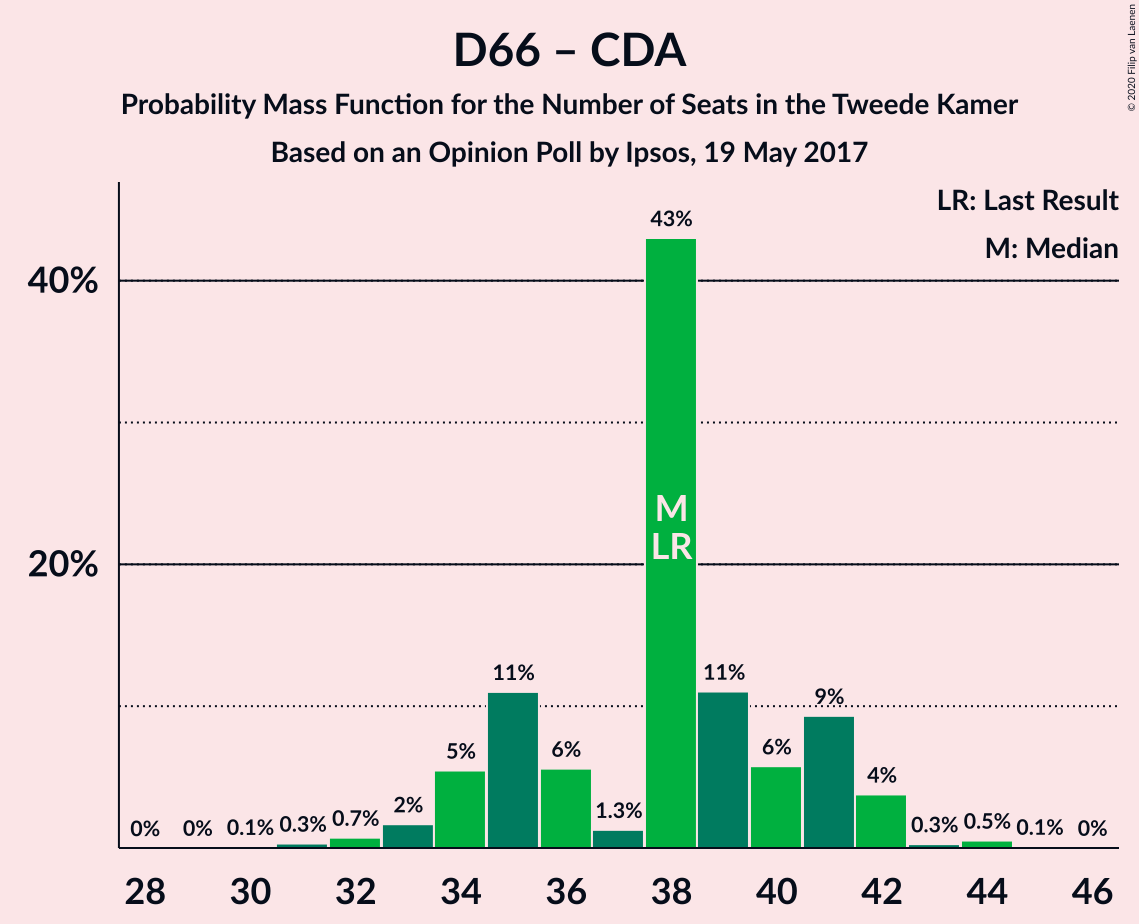 D66 – CDA
Probability Mass Function for the Number of Seats in the Tweede Kamer
Based on an Opinion Poll by Ipsos, 19 May 2017
© 2020 Filip van Laenen
LR: Last Result
M: Median
40%
20%
0%
0%
0.1%
0.3%
0.7%
2%
5%
11%
6%
1.3%
43%
M
LR
11%
6%
9%
4%
0.3%
0.5%
0.1%
0%
28 30 32 34 36 38 40 42 44 46